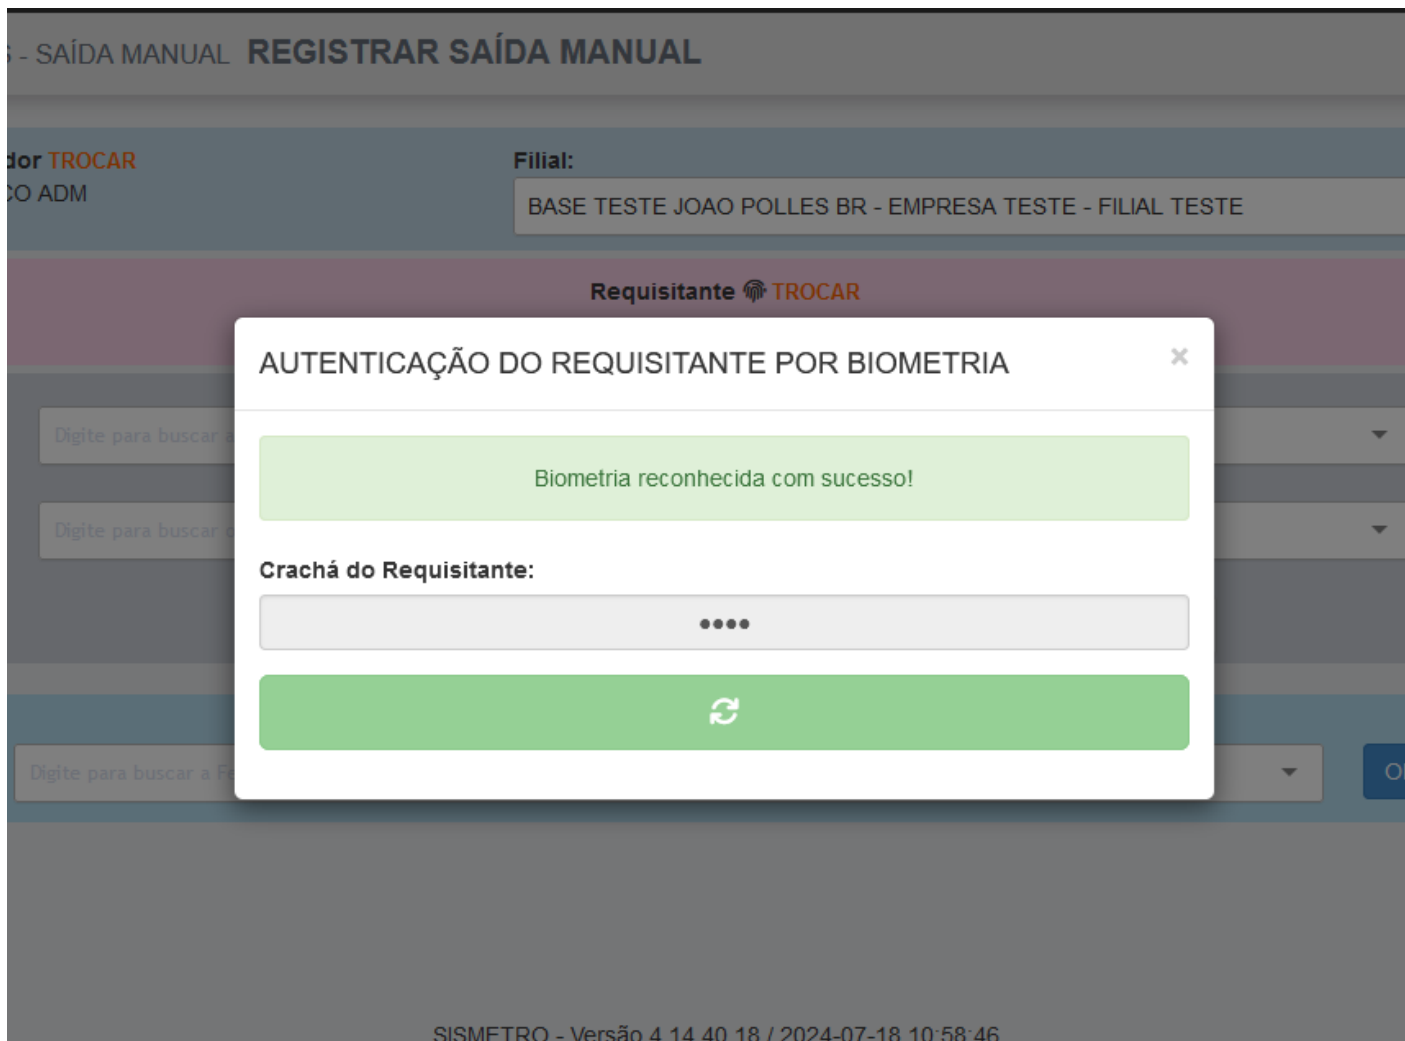 - SAÍDA MANUAL REGISTRAR SAÍDA MANUAL
TROCAR
Filial:
ADM
BASE TESTE JOAO POLLES BR - EMPRESA TESTE - FILIAL TESTE
Requisitante TROCAR
AUTENTICAÇÃO DO REQUISITANTE POR BIOMETRIA
×
Digite para buscar a
Biometria reconhecida com sucesso!
Digite para buscar
Crachá do Requisitante:
••••
Digite para buscar a
SISMETRO - Versão 4.14.40.18 / 2024-07-18 10:58:46